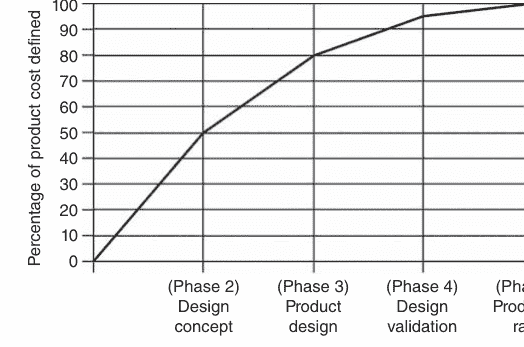 Percentage of product cost defined
100
90
80
70
60
50
40
30
20
10
0
(Phase 2)
Design
concept
(Phase 3)
Product
design
(Phase 4)
Design
validation